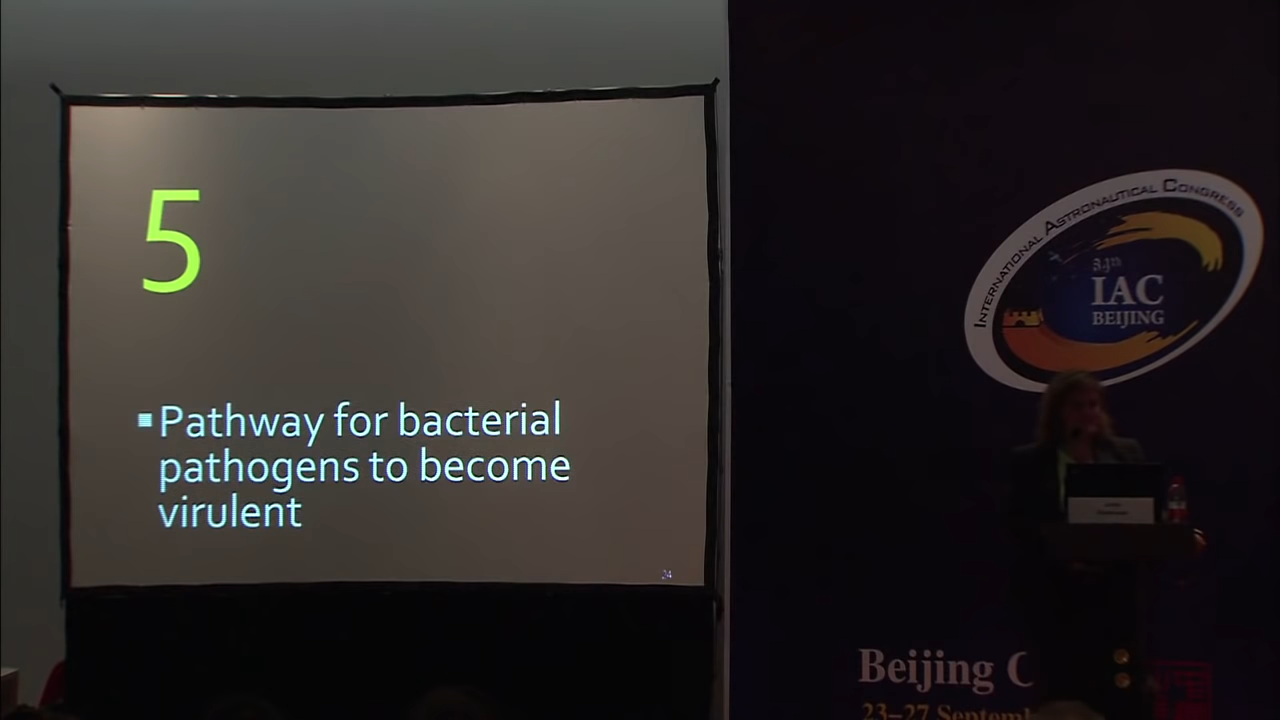 5
Pathway for bacterial
pathogens to become
virulent
24
INTERNATIONAL ASTRONAUTICAL CONGRESS
IAC
BEIJING
Beijing C
23–27 Septemb